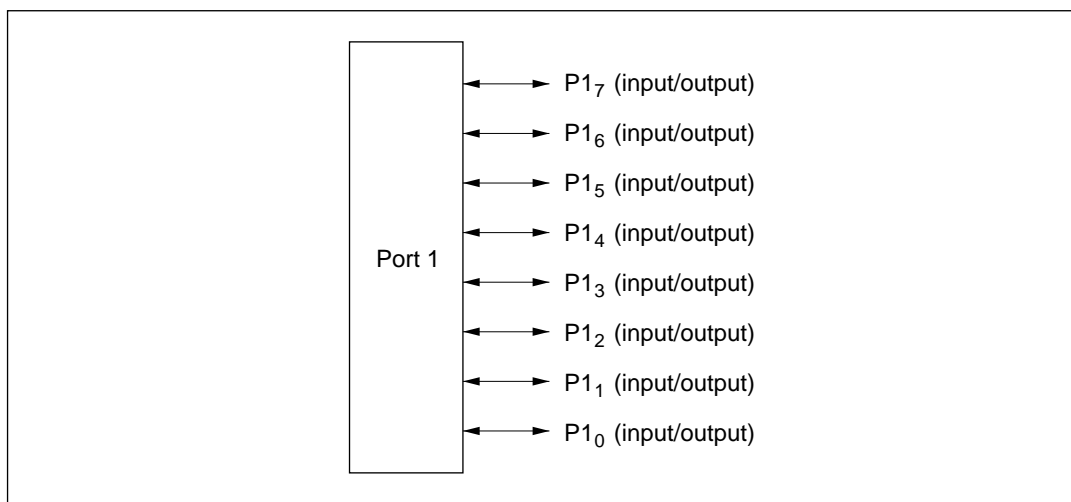 Port 1
P1₇ (input/output)
P1₆ (input/output)
P1₅ (input/output)
P1₄ (input/output)
P1₃ (input/output)
P1₂ (input/output)
P1₁ (input/output)
P1₀ (input/output)